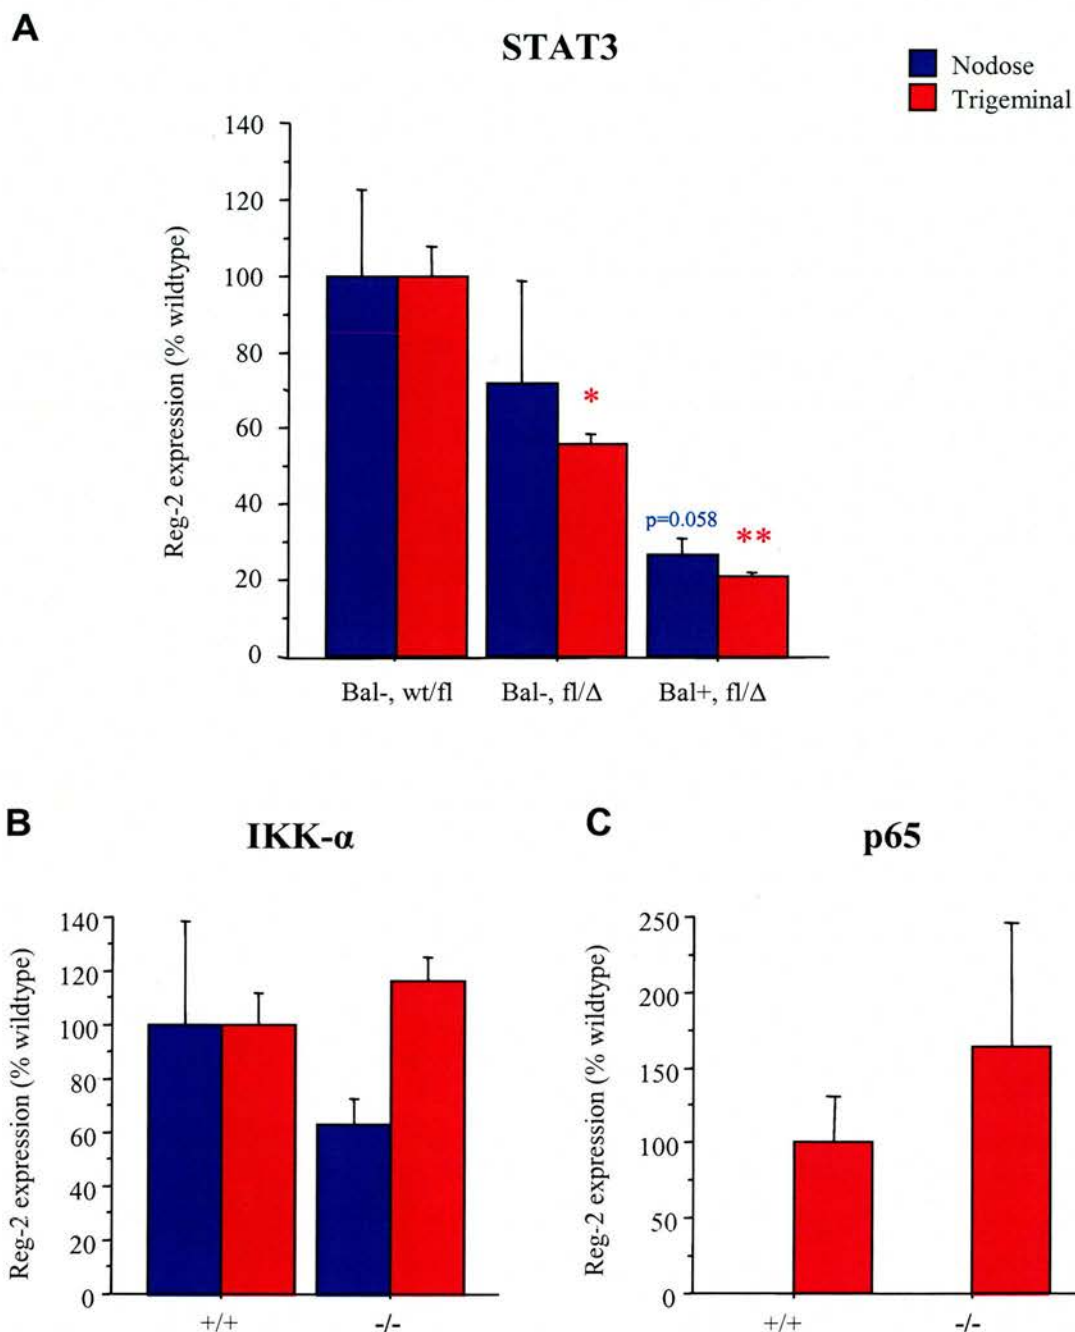 A
STAT3
Nodose
Trigeminal
Reg-2 expression (% wildtype)
140
120
100
80
60
40
20
0
*
p=0.058
**
Bal-, wt/fl
Bal-, fl/Δ
Bal+, fl/Δ
B
IKK-α
Reg-2 expression (% wildtype)
140
120
100
80
60
40
20
0
+/+
-/-
C
p65
Reg-2 expression (% wildtype)
250
200
150
100
50
0
+/+
-/-